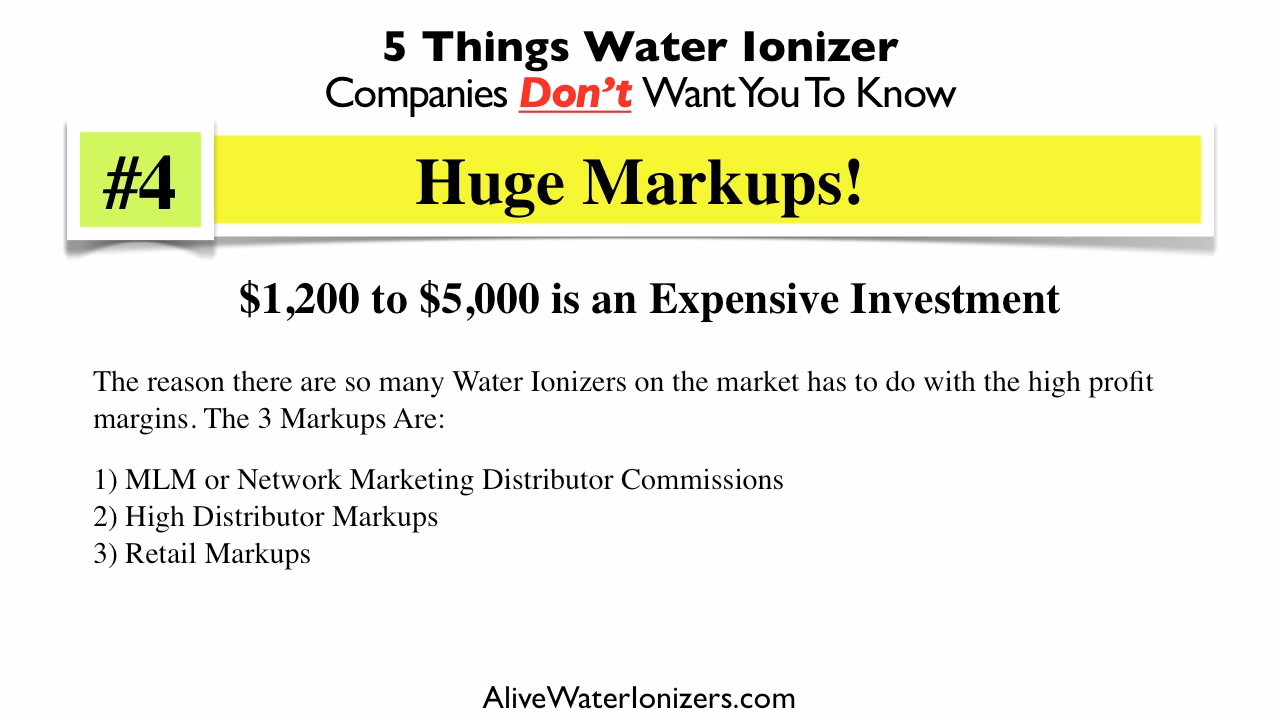 5 Things Water Ionizer
Companies Don't Want You To Know
#4
Huge Markups!
$1,200 to $5,000 is an Expensive Investment
The reason there are so many Water Ionizers on the market has to do with the high profit
margins. The 3 Markups Are:
1) MLM or Network Marketing Distributor Commissions
2) High Distributor Markups
3) Retail Markups
AliveWaterIonizers.com